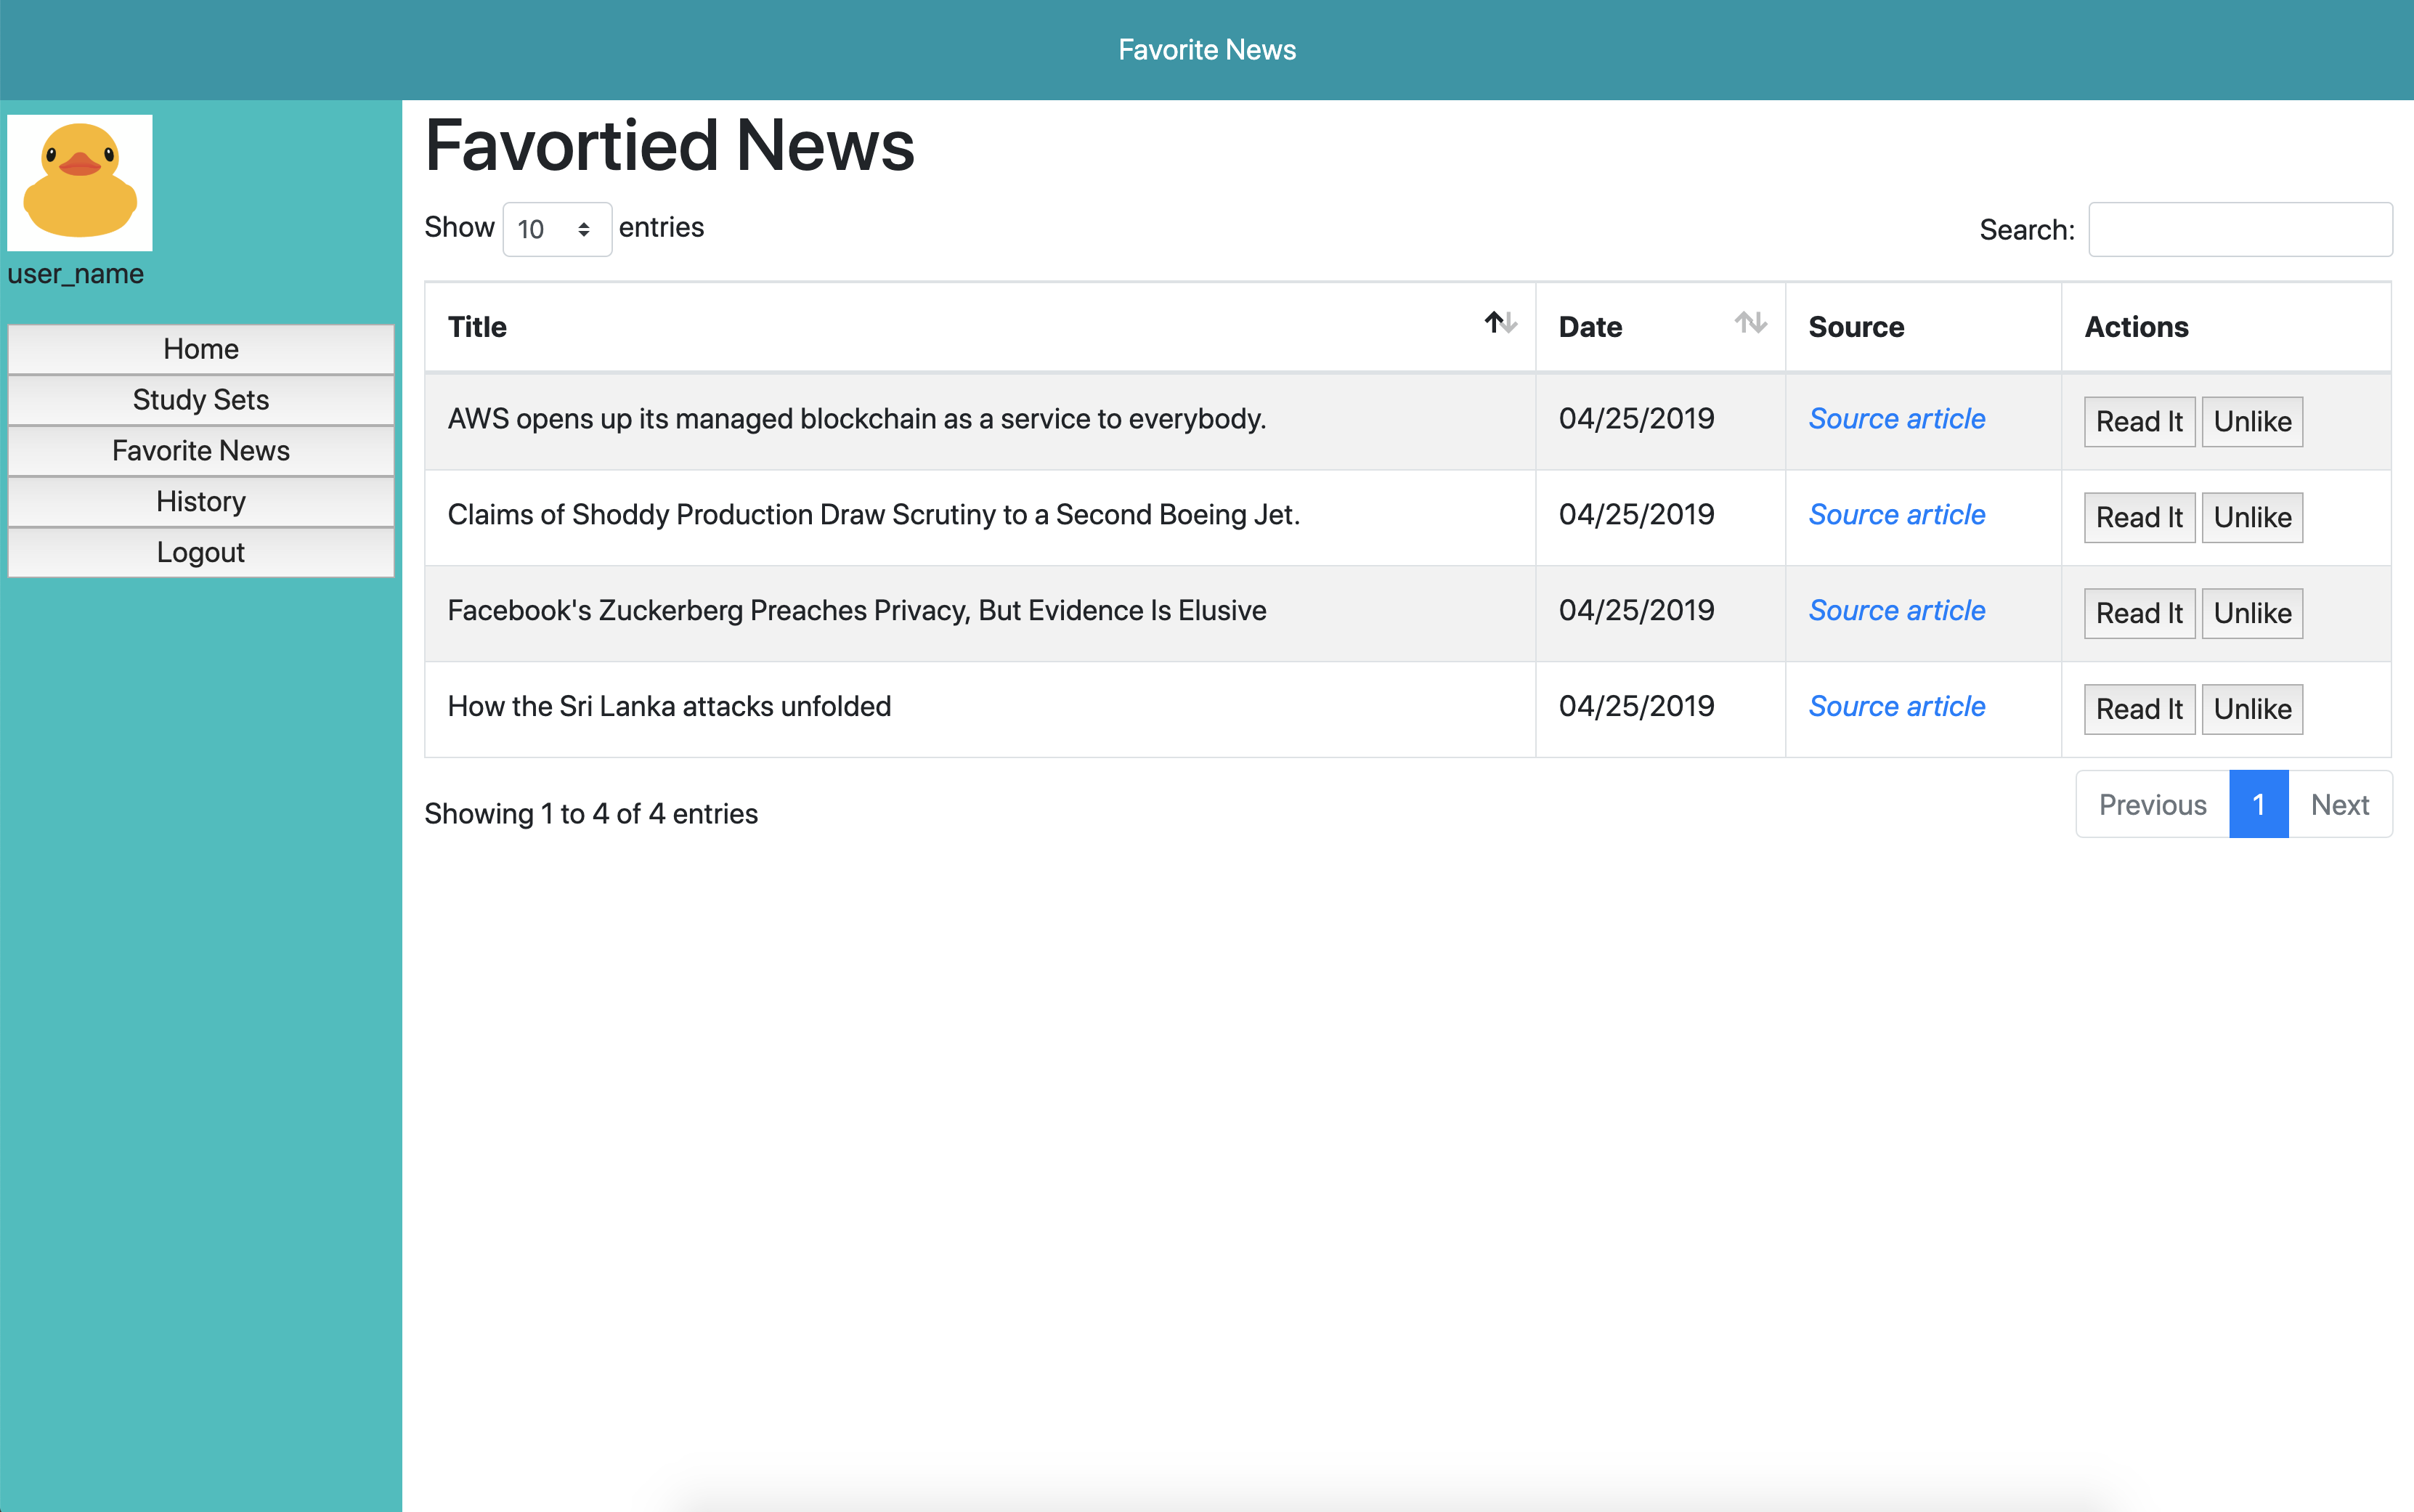 Favorite News
user_name
Home
Study Sets
Favorite News
History
Logout
Favortied News
Show 10 entries
Search:
Title Date Source Actions
AWS opens up its managed blockchain as a service to everybody. 04/25/2019 Source article Read It Unlike
Claims of Shoddy Production Draw Scrutiny to a Second Boeing Jet. 04/25/2019 Source article Read It Unlike
Facebook's Zuckerberg Preaches Privacy, But Evidence Is Elusive 04/25/2019 Source article Read It Unlike
How the Sri Lanka attacks unfolded 04/25/2019 Source article Read It Unlike
Showing 1 to 4 of 4 entries
Previous 1 Next